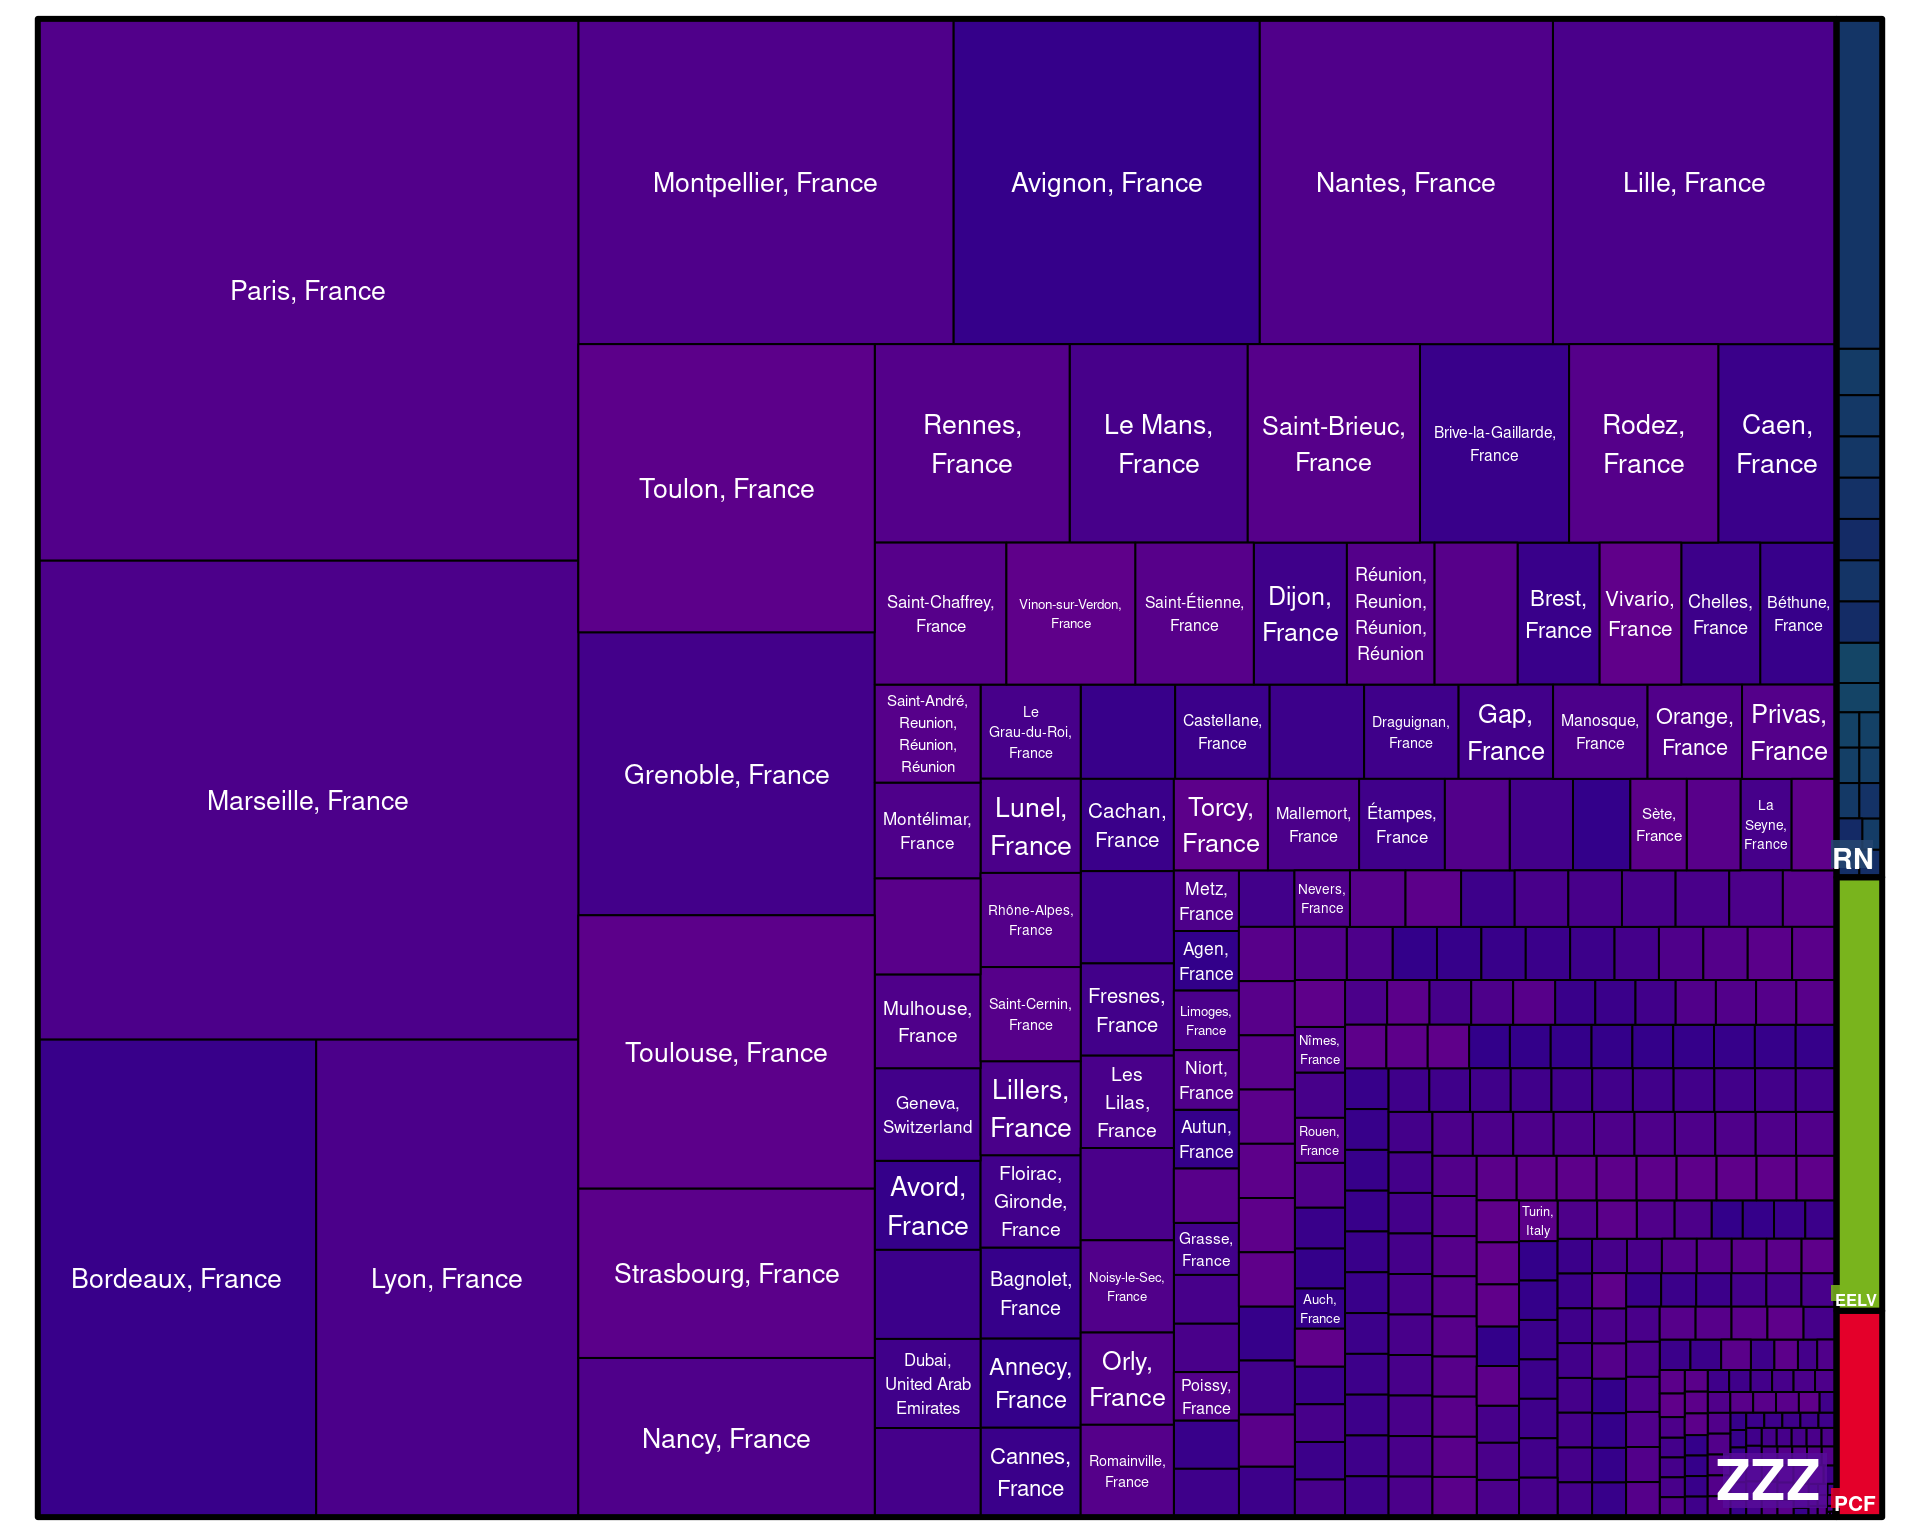 Paris, France
Montpellier, France
Avignon, France
Nantes, France
Lille, France
Marseille, France
Toulon, France
Rennes,
France
Le Mans,
France
Saint-Brieuc,
France
Brive-la-Gaillarde,
France
Rodez,
France
Caen,
France
Saint-Chaffrey,
France
Vinon-sur-Verdon,
France
Saint-Étienne,
France
Dijon,
France
Réunion,
Reunion,
Réunion,
Réunion
Brest,
France
Vivario,
France
Chelles,
France
Béthune,
France
Grenoble, France
Saint-André,
Reunion,
Réunion,
Réunion
Le
Grau-du-Roi,
France
Castellane,
France
Draguignan,
France
Gap,
France
Manosque,
France
Orange,
France
Privas,
France
Montélimar,
France
Lunel,
France
Cachan,
France
Torcy,
France
Mallemort,
France
Étampes,
France
Sète,
France
La
Seyne,
France
RN
Toulouse, France
Rhône-Alpes,
France
Metz,
France
Nevers,
France
Agen,
France
Mulhouse,
France
Saint-Cernin,
France
Fresnes,
France
Limoges,
France
Nîmes,
France
Geneva,
Switzerland
Lillers,
France
Les
Lilas,
France
Niort,
France
Autun,
France
Rouen,
France
Bordeaux, France
Lyon, France
Strasbourg, France
Avord,
France
Floirac,
Gironde,
France
Grasse,
France
Turin,
Italy
Bagnolet,
France
Noisy-le-Sec,
France
Auch,
France
EELV
Nancy, France
Dubai,
United Arab
Emirates
Annecy,
France
Orly,
France
Poissy,
France
Cannes,
France
Romainville,
France
ZZZ
PCF